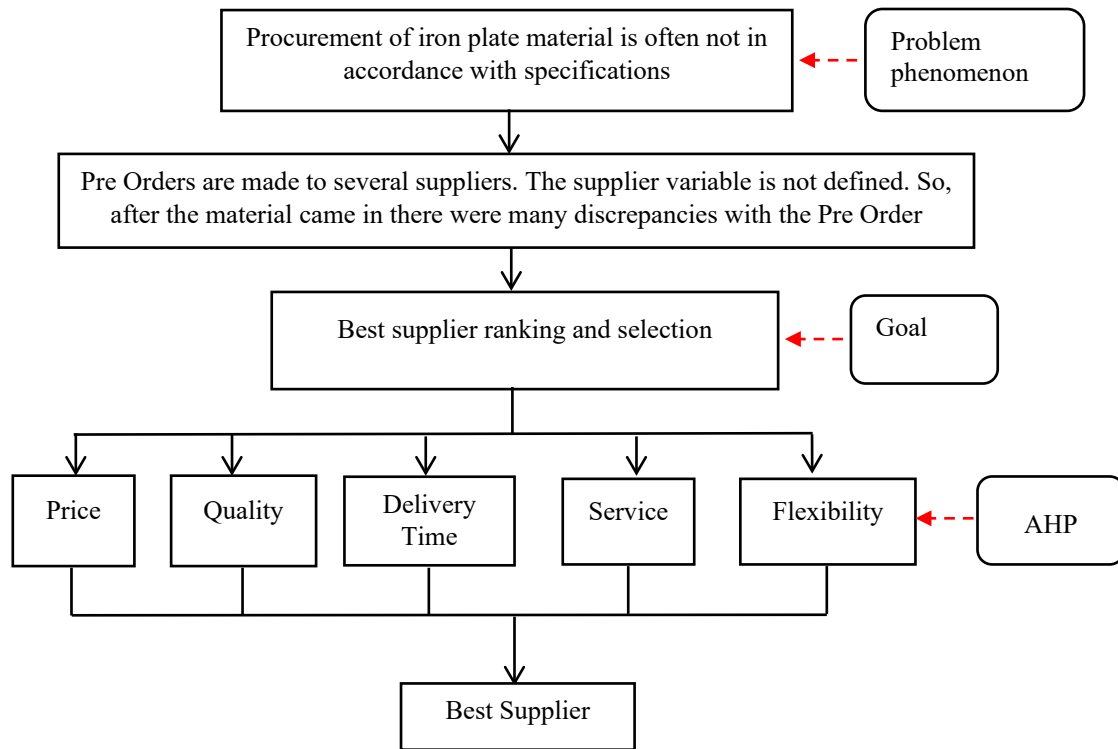 Procurement of iron plate material is often not in
accordance with specifications
Problem
phenomenon
Pre Orders are made to several suppliers. The supplier variable is not defined. So,
after the material came in there were many discrepancies with the Pre Order
Best supplier ranking and selection
Goal
Price
Quality
Delivery
Time
Service
Flexibility
AHP
Best Supplier